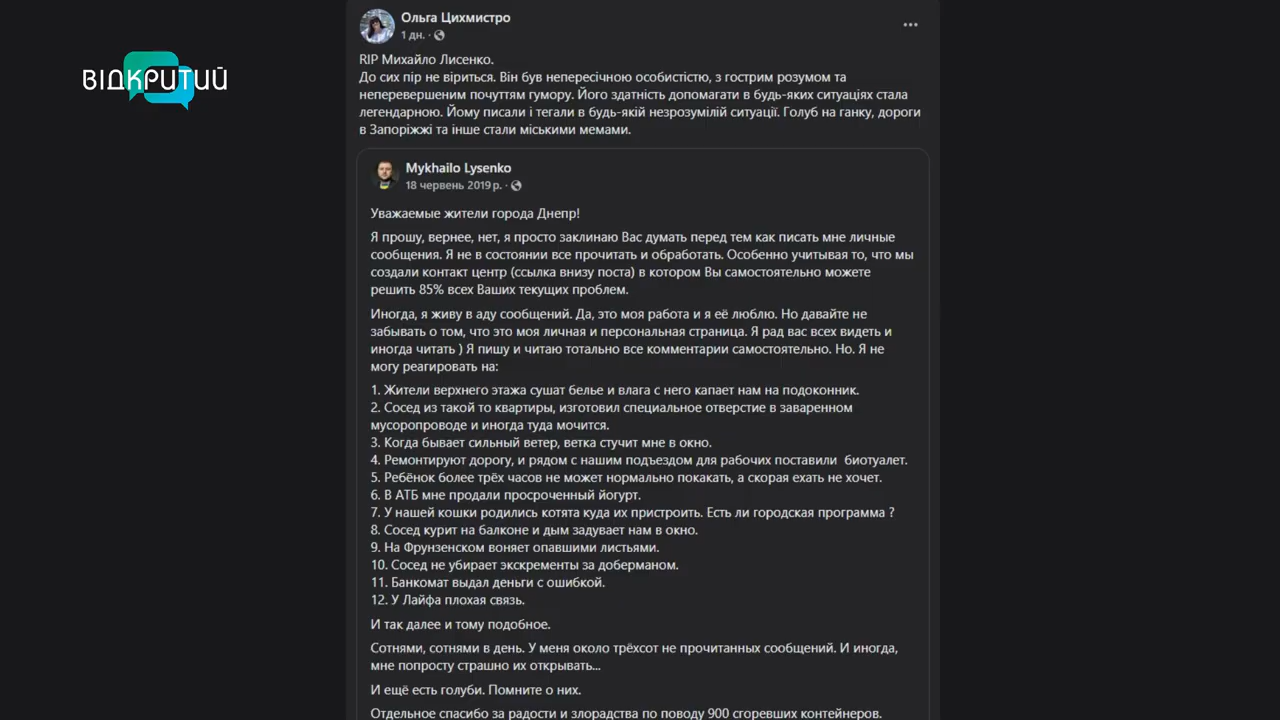 ВІДКРИТИЙ
Ольга Цихмистро
1 дн. ·
RIP Михайло Лисенко.
До сих пір не віриться. Він був непересічною особистістю, з гострим розумом та
неперевершеним почуттям гумору. Його здатність допомагати в будь-яких ситуаціях стала
легендарною. Йому писали і тегали в будь-якій незрозумілій ситуації. Голуб на ганку, дороги
в Запоріжжі та інше стали міськими мемами.
Mykhailo Lysenko
18 червень 2019 р. ·
Уважаемые жители города Днепр!
Я прошу, вернее, нет, я просто заклинаю Вас думать перед тем как писать мне личные
сообщения. Я не в состоянии все прочитать и обработать. Особенно учитывая то, что мы
создали контакт центр (ссылка внизу поста) в котором Вы самостоятельно можете
решить 85% всех Ваших текущих проблем.
Иногда, я живу в аду сообщений. Да, это моя работа и я её люблю. Но давайте не
забывать о том, что это моя личная и персональная страница. Я рад вас всех видеть и
иногда читать ) Я пишу и читаю тотально все комментарии самостоятельно. Но. Я не
могу реагировать на:
1. Жители верхнего этажа сушат белье и влага с него капает нам на подоконник.
2. Сосед из такой то квартиры, изготовил специальное отверстие в заваренном
мусоропроводе и иногда туда мочится.
3. Когда бывает сильный ветер, ветка стучит мне в окно.
4. Ремонтируют дорогу, и рядом с нашим подъездом для рабочих поставили биотуалет.
5. Ребёнок более трёх часов не может нормально покакать, а скорая ехать не хочет.
6. В АТБ мне продали просроченный йогурт.
7. У нашей кошки родились котята куда их пристроить. Есть ли городская программа ?
8. Сосед курит на балконе и дым задувает нам в окно.
9. На Фрунзенском воняет опавшими листьями.
10. Сосед не убирает экскременты за доберманом.
11. Банкомат выдал деньги с ошибкой.
12. У Лайфа плохая связь.
И так далее и тому подобное.
Сотнями, сотнями в день. У меня около трёхсот не прочитанных сообщений. И иногда,
мне попросту страшно их открывать...
И ещё есть голуби. Помните о них.
Отдельное спасибо за радости и злорадства по поводу 900 сгоревших контейнеров.